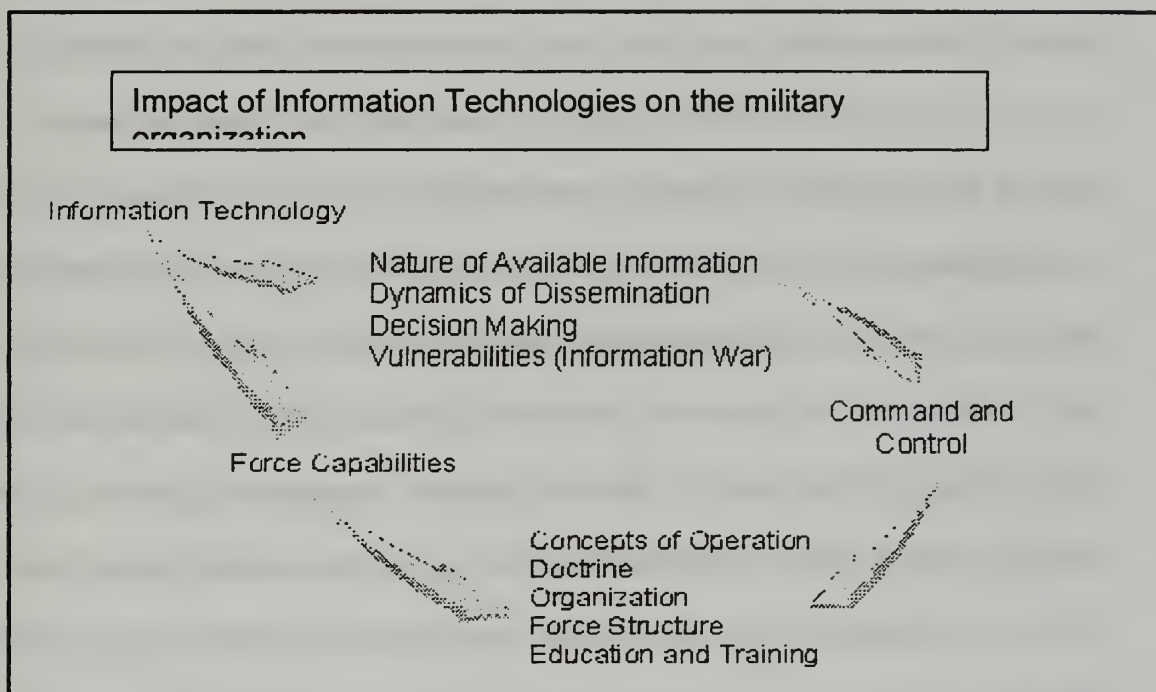 Impact of Information Technologies on the military
organization
Information Technology
Nature of Available Information
Dynamics of Dissemination
Decision Making
Vulnerabilities (Information War)
Command and
Control
Force Capabilities
Concepts of Operation
Doctrine
Organization
Force Structure
Education and Training